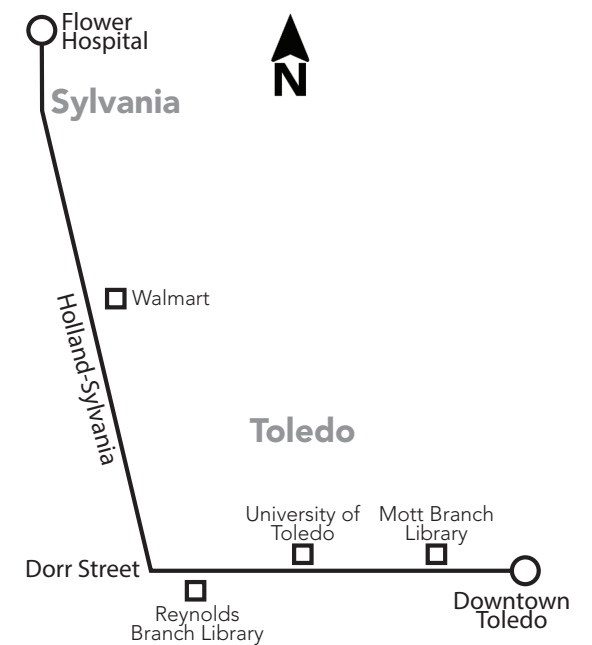 Flower
Hospital
N
Sylvania
Walmart
Holland-Sylvania
Toledo
University of
Toledo
Mott Branch
Library
Dorr Street
Reynolds
Branch Library
Downtown
Toledo